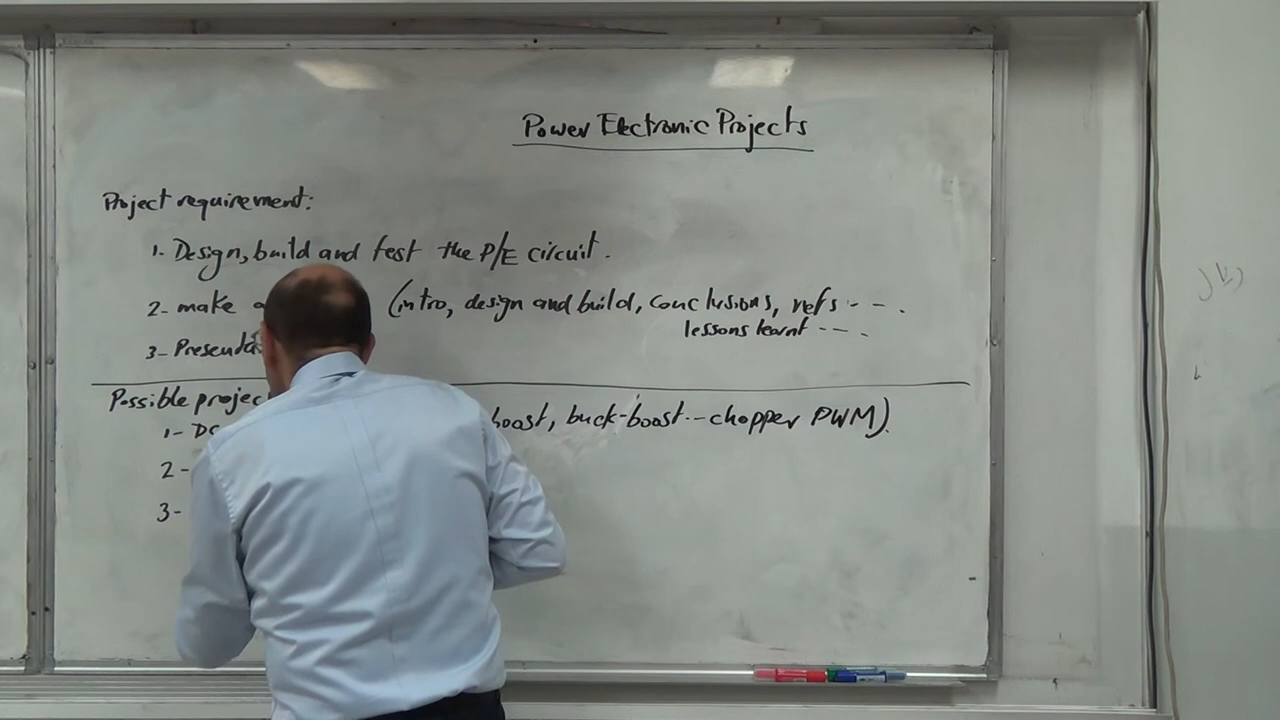 Power Electronic Projects
Project requirement:
1- Design, build and test the P/E circuit.
2- make (intro, design and build, conclusions, refs - - .
lessons learnt - - - .
3- Presenta
Possible projec
1- DC boost, buck-boost -- chopper PWM)
2-
3-